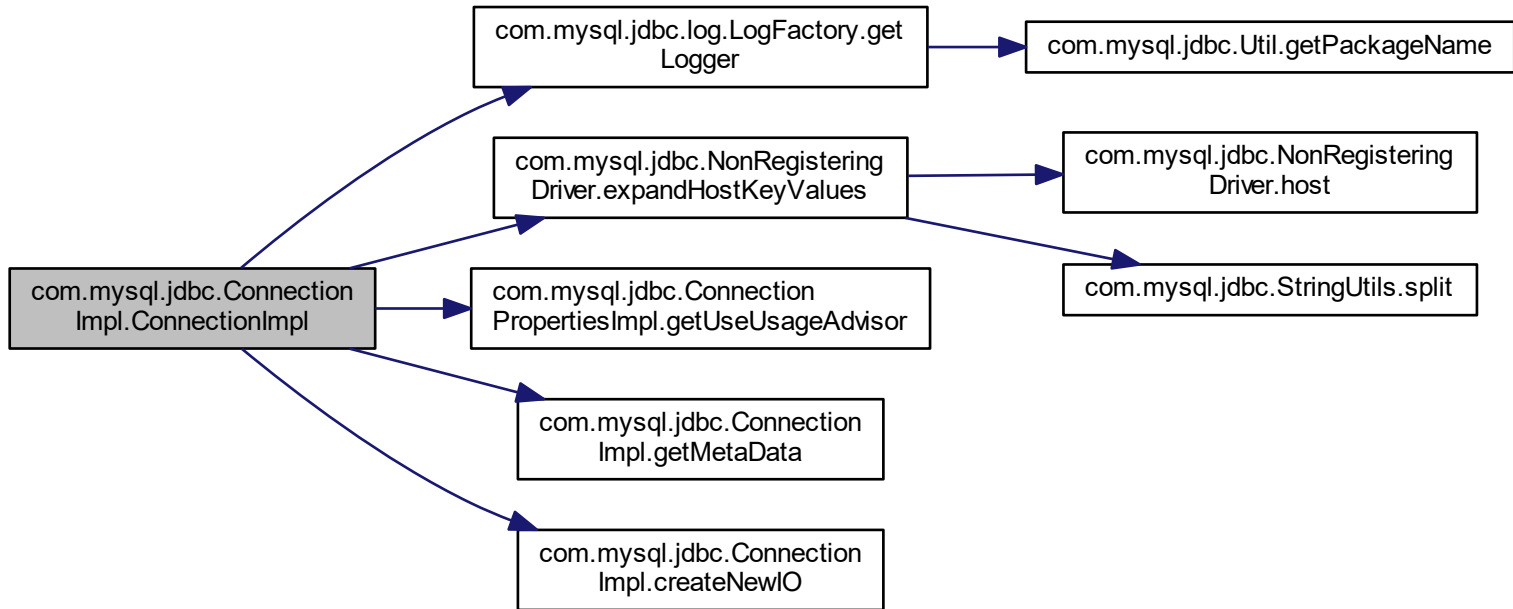 com.mysql.jdbc.log.LogFactory.get
Logger
com.mysql.jdbc.Util.getPackageName
com.mysql.jdbc.NonRegistering
Driver.expandHostKeyValues
com.mysql.jdbc.NonRegistering
Driver.host
com.mysql.jdbc.StringUtils.split
com.mysql.jdbc.Connection
Impl.ConnectionImpl
com.mysql.jdbc.Connection
PropertiesImpl.getUseUsageAdvisor
com.mysql.jdbc.Connection
Impl.getMetaData
com.mysql.jdbc.Connection
Impl.createNewIO